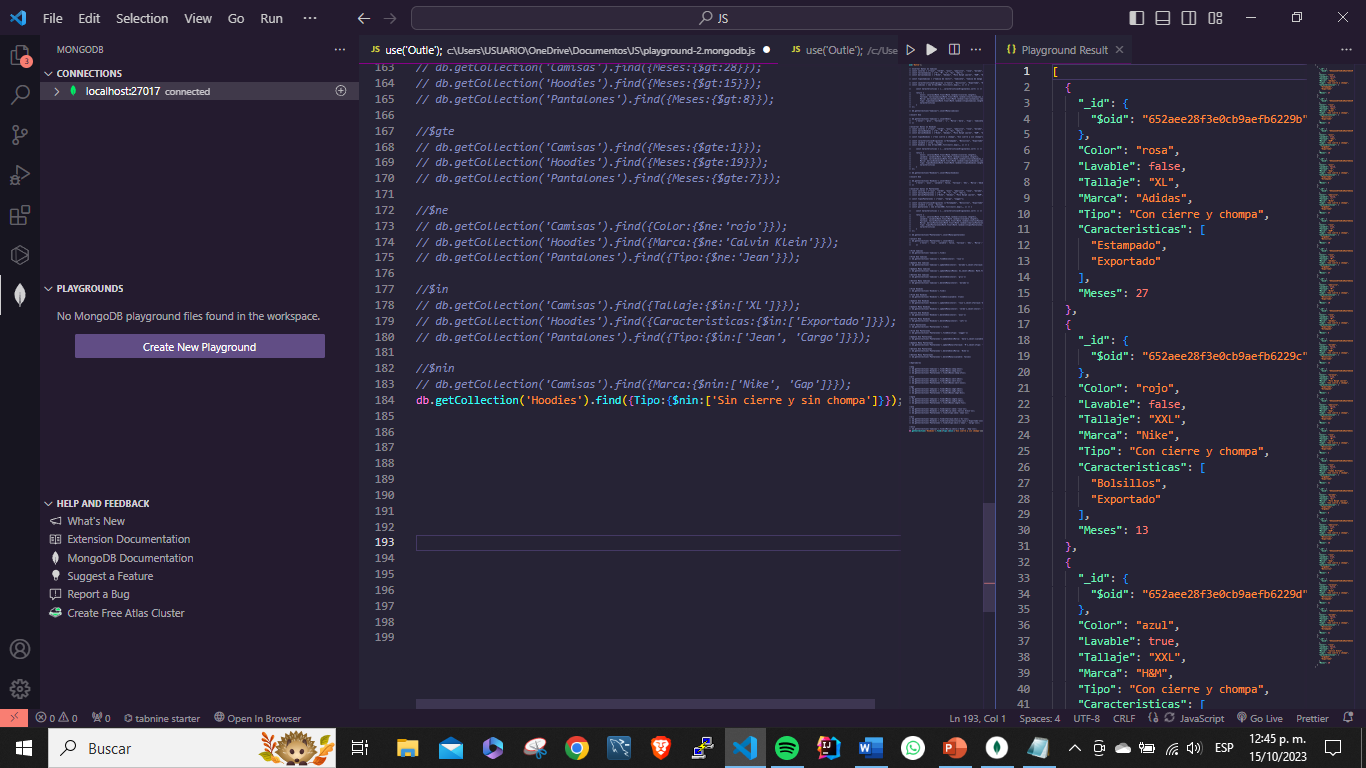 File Edit Selection View Go Run ···
JS
MONGODB
CONNECTIONS
localhost:27017 connected
PLAYGROUNDS
No MongoDB playground files found in the workspace.
Create New Playground
HELP AND FEEDBACK
What's New
Extension Documentation
MongoDB Documentation
Suggest a Feature
Report a Bug
Create Free Atlas Cluster
JS use('Outle'); c:\Users\USUARIO\OneDrive\Documentos\JS\playground-2.mongodb.js
JS use('Outle'); /c:/Use
163 // db.getCollection('Camisas').find({Meses:{$gt:28}});
164 // db.getCollection('Hoodies').find({Meses:{$gt:15}});
165 // db.getCollection('Pantalones').find({Meses:{$gt:8}});
166
167 //$gte
168 // db.getCollection('Camisas').find({Meses:{$gte:1}});
169 // db.getCollection('Hoodies').find({Meses:{$gte:19}});
170 // db.getCollection('Pantalones').find({Meses:{$gte:7}});
171
172 //$ne
173 // db.getCollection('Camisas').find({Color:{$ne:'rojo'}});
174 // db.getCollection('Hoodies').find({Marca:{$ne:'Calvin Klein'}});
175 // db.getCollection('Pantalones').find({Tipo:{$ne:'Jean'}});
176
177 //$in
178 // db.getCollection('Camisas').find({Tallaje:{$in:['XL']}});
179 // db.getCollection('Hoodies').find({Caracteristicas:{$in:['Exportado']}});
180 // db.getCollection('Pantalones').find({Tipo:{$in:['Jean', 'Cargo']}});
181
182 //$nin
183 // db.getCollection('Camisas').find({Marca:{$nin:['Nike', 'Gap']}});
184 db.getCollection('Hoodies').find({Tipo:{$nin:['Sin cierre y sin chompa']}});
185
186
187
188
189
190
191
192
193
194
195
196
197
198
199
Playground Result
1 [
2 {
3 "_id": {
4 "$oid": "652aee28f3e0cb9aefb6229b"
5 },
6 "Color": "rosa",
7 "Lavable": false,
8 "Tallaje": "XL",
9 "Marca": "Adidas",
10 "Tipo": "Con cierre y chompa",
11 "Caracteristicas": [
12 "Estampado",
13 "Exportado"
14 ],
15 "Meses": 27
16 },
17 {
18 "_id": {
19 "$oid": "652aee28f3e0cb9aefb6229c"
20 },
21 "Color": "rojo",
22 "Lavable": false,
23 "Tallaje": "XXL",
24 "Marca": "Nike",
25 "Tipo": "Con cierre y chompa",
26 "Caracteristicas": [
27 "Bolsillos",
28 "Exportado"
29 ],
30 "Meses": 13
31 },
32 {
33 "_id": {
34 "$oid": "652aee28f3e0cb9aefb6229d"
35 },
36 "Color": "azul",
37 "Lavable": true,
38 "Tallaje": "XXL",
39 "Marca": "H&M",
40 "Tipo": "Con cierre y chompa",
41 "Caracteristicas": [
0 0 0 tabnine starter Open In Browser
Ln 193, Col 1 Spaces: 4 UTF-8 CRLF {} JavaScript Go Live Prettier
Buscar
ESP
12:45 p. m.
15/10/2023